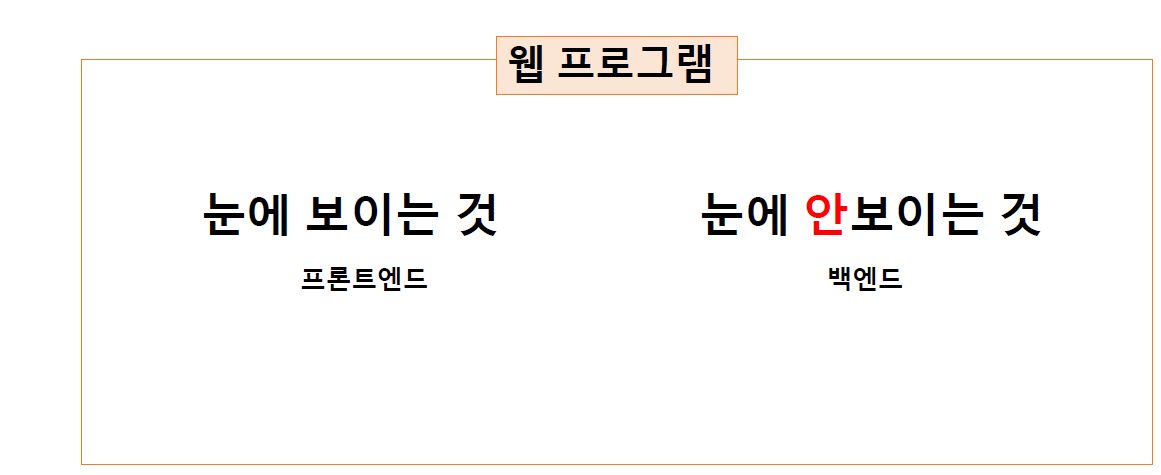 웹 프로그램
눈에 보이는 것
눈에 안보이는 것
프론트엔드
백엔드